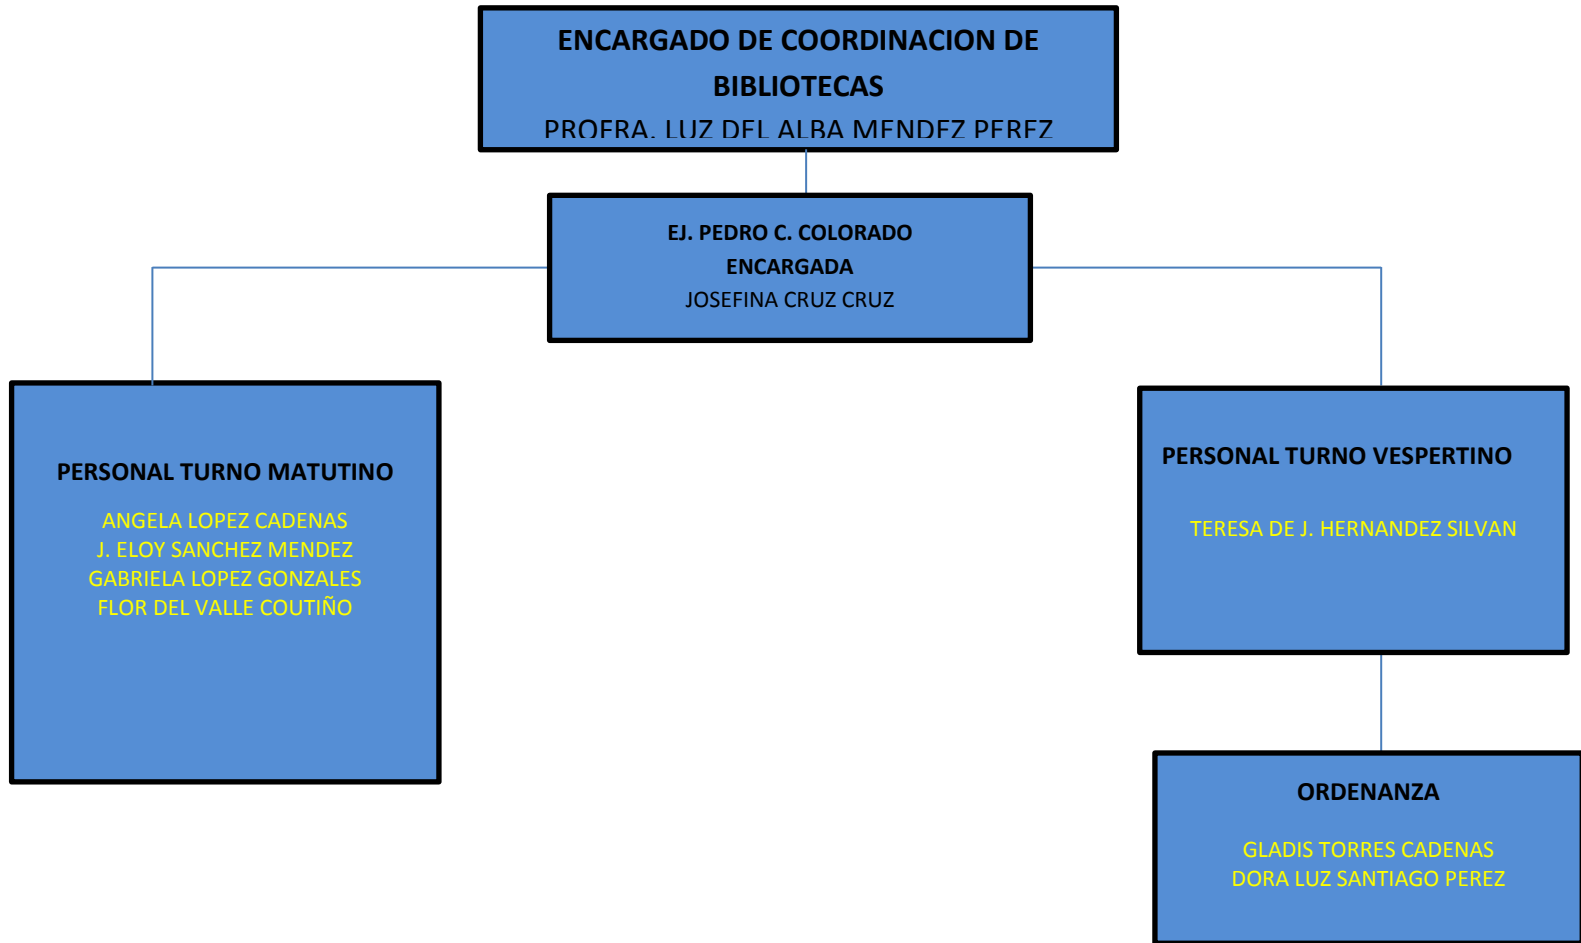 ENCARGADO DE COORDINACION DE
BIBLIOTECAS
PROFRA. LUZ DEL ALBA MENDEZ PEREZ
EJ. PEDRO C. COLORADO
ENCARGADA
JOSEFINA CRUZ CRUZ
PERSONAL TURNO MATUTINO
ANGELA LOPEZ CADENAS
J. ELOY SANCHEZ MENDEZ
GABRIELA LOPEZ GONZALES
FLOR DEL VALLE COUTIÑO
PERSONAL TURNO VESPERTINO
TERESA DE J. HERNANDEZ SILVAN
ORDENANZA
GLADIS TORRES CADENAS
DORA LUZ SANTIAGO PEREZ